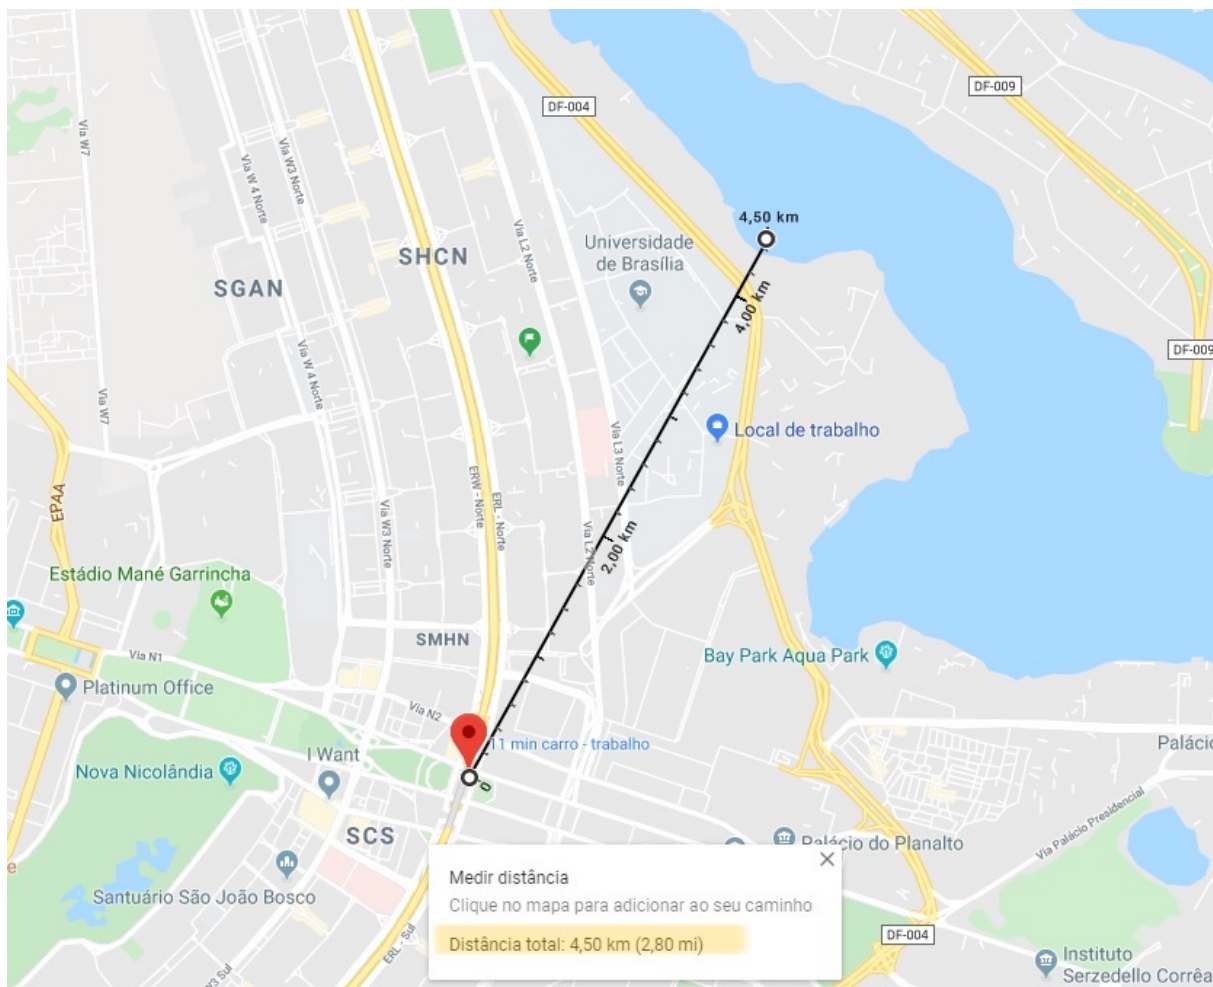 DF-009
DF-004
Via W7
Via W3 Norte
Via W 4 Norte
4,50 km
Via L2 Norte
Universidade
de Brasília
SHCN
SGAN
4,00 km
Via W 4 Norte
DF-009
Via W7
Local de trabalho
Via L3 Norte
EPAA
ERW - Norte
ERL - Norte
Via W3 Norte
2,00 km
Via L2 Norte
Estádio Mané Garrincha
SMHN
Via N1
Bay Park Aqua Park
Platinum Office
Via N2
11 min carro - trabalho
I Want
Palácio
Nova Nicolândia
0
SCS
Via Palácio Presidencial
Palácio do Planalto
Santuário São João Bosco
Medir distância
Clique no mapa para adicionar ao seu caminho
Distância total: 4,50 km (2,80 mi)
DF-004
ERL - Sul
Instituto
Serzedello Corrêa
W3 Sul